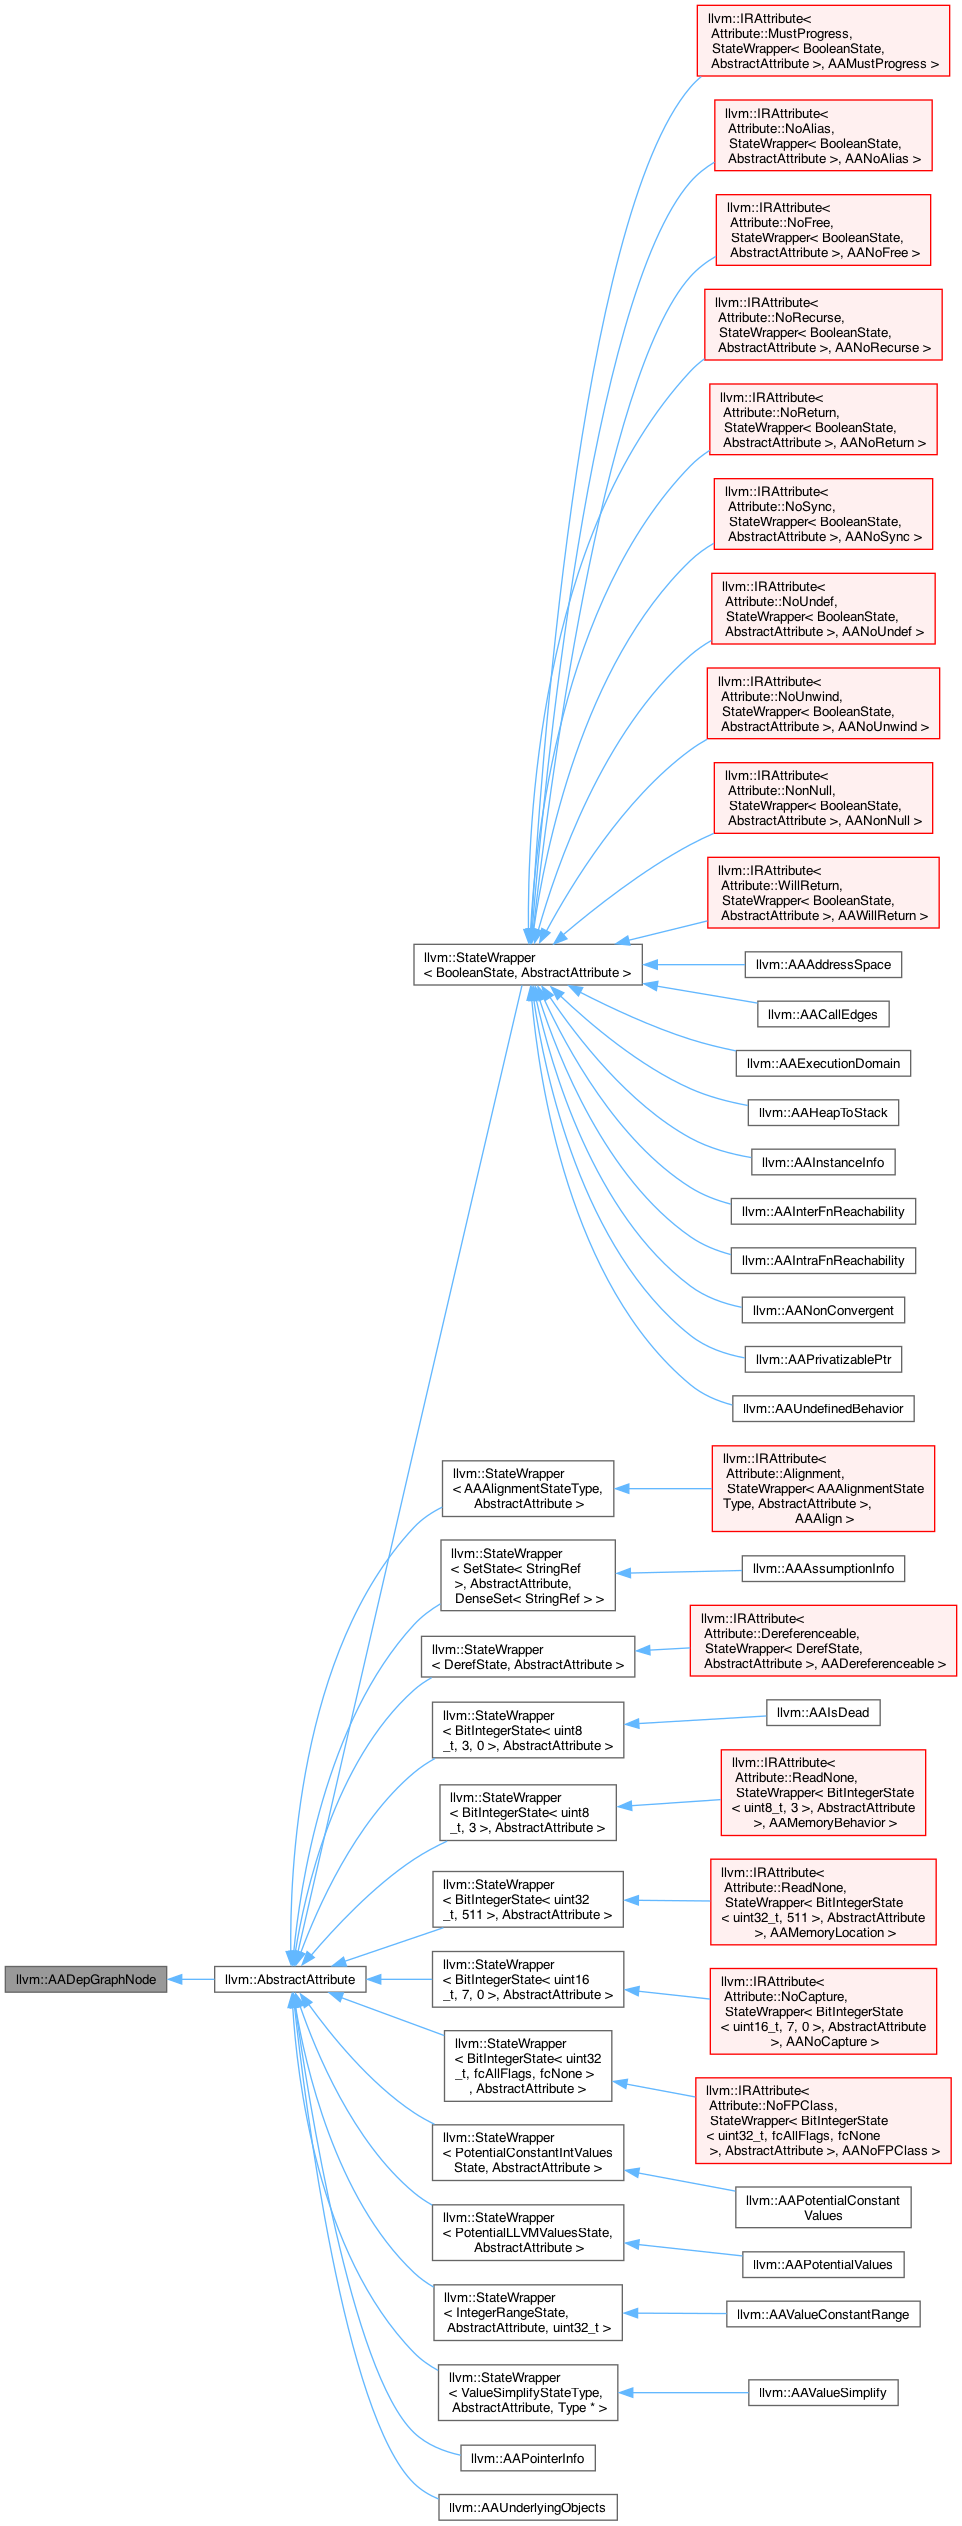 llvm::IRAttribute<
Attribute::MustProgress,
StateWrapper< BooleanState,
AbstractAttribute >, AAMustProgress >
llvm::IRAttribute<
Attribute::NoAlias,
StateWrapper< BooleanState,
AbstractAttribute >, AANoAlias >
llvm::IRAttribute<
Attribute::NoFree,
StateWrapper< BooleanState,
AbstractAttribute >, AANoFree >
llvm::IRAttribute<
Attribute::NoRecurse,
StateWrapper< BooleanState,
AbstractAttribute >, AANoRecurse >
llvm::IRAttribute<
Attribute::NoReturn,
StateWrapper< BooleanState,
AbstractAttribute >, AANoReturn >
llvm::IRAttribute<
Attribute::NoSync,
StateWrapper< BooleanState,
AbstractAttribute >, AANoSync >
llvm::IRAttribute<
Attribute::NoUndef,
StateWrapper< BooleanState,
AbstractAttribute >, AANoUndef >
llvm::IRAttribute<
Attribute::NoUnwind,
StateWrapper< BooleanState,
AbstractAttribute >, AANoUnwind >
llvm::IRAttribute<
Attribute::NonNull,
StateWrapper< BooleanState,
AbstractAttribute >, AANonNull >
llvm::IRAttribute<
Attribute::WillReturn,
StateWrapper< BooleanState,
AbstractAttribute >, AAWillReturn >
llvm::StateWrapper
< BooleanState, AbstractAttribute >
llvm::AAAddressSpace
llvm::AACallEdges
llvm::AAExecutionDomain
llvm::AAHeapToStack
llvm::AAInstanceInfo
llvm::AAInterFnReachability
llvm::AAIntraFnReachability
llvm::AANonConvergent
llvm::AAPrivatizablePtr
llvm::AAUndefinedBehavior
llvm::StateWrapper
< AAAlignmentStateType,
AbstractAttribute >
llvm::IRAttribute<
Attribute::Alignment,
StateWrapper< AAAlignmentState
Type, AbstractAttribute >,
AAAlign >
llvm::StateWrapper
< SetState< StringRef
>, AbstractAttribute,
DenseSet< StringRef > >
llvm::AAAssumptionInfo
llvm::StateWrapper
< DerefState, AbstractAttribute >
llvm::IRAttribute<
Attribute::Dereferenceable,
StateWrapper< DerefState,
AbstractAttribute >, AADereferenceable >
llvm::StateWrapper
< BitIntegerState< uint8
_t, 3, 0 >, AbstractAttribute >
llvm::AAIsDead
llvm::StateWrapper
< BitIntegerState< uint8
_t, 3 >, AbstractAttribute >
llvm::IRAttribute<
Attribute::ReadNone,
StateWrapper< BitIntegerState
< uint8_t, 3 >, AbstractAttribute
>, AAMemoryBehavior >
llvm::StateWrapper
< BitIntegerState< uint32
_t, 511 >, AbstractAttribute >
llvm::IRAttribute<
Attribute::ReadNone,
StateWrapper< BitIntegerState
< uint32_t, 511 >, AbstractAttribute
>, AAMemoryLocation >
llvm::AADepGraphNode
llvm::AbstractAttribute
llvm::StateWrapper
< BitIntegerState< uint16
_t, 7, 0 >, AbstractAttribute >
llvm::IRAttribute<
Attribute::NoCapture,
StateWrapper< BitIntegerState
< uint16_t, 7, 0 >, AbstractAttribute
>, AANoCapture >
llvm::StateWrapper
< BitIntegerState< uint32
_t, fcAllFlags, fcNone >
, AbstractAttribute >
llvm::IRAttribute<
Attribute::NoFPClass,
StateWrapper< BitIntegerState
< uint32_t, fcAllFlags, fcNone
>, AbstractAttribute >, AANoFPClass >
llvm::StateWrapper
< PotentialConstantIntValues
State, AbstractAttribute >
llvm::AAPotentialConstant
Values
llvm::StateWrapper
< PotentialLLVMValuesState,
AbstractAttribute >
llvm::AAPotentialValues
llvm::StateWrapper
< IntegerRangeState,
AbstractAttribute, uint32_t >
llvm::AAValueConstantRange
llvm::StateWrapper
< ValueSimplifyStateType,
AbstractAttribute, Type * >
llvm::AAValueSimplify
llvm::AAPointerInfo
llvm::AAUnderlyingObjects